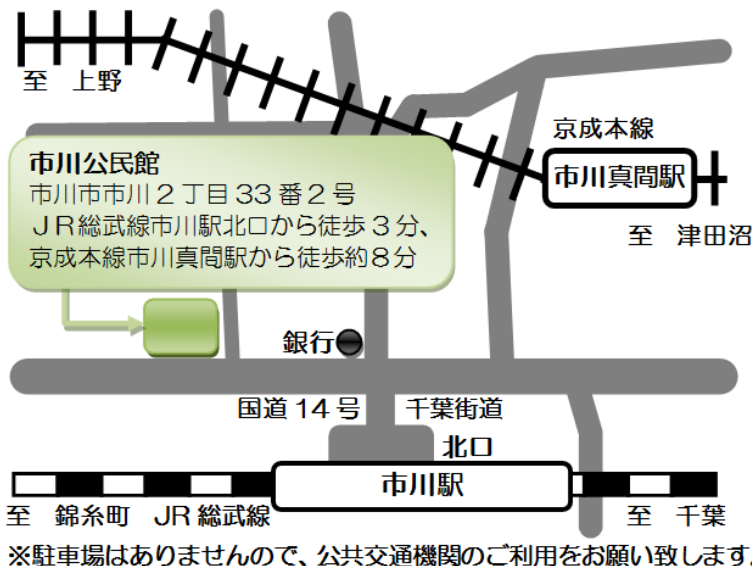 至 上野
京成本線
市川真間駅
至 津田沼
市川公民館
市川市市川2丁目33番2号
JR総武線市川駅北口から徒歩3分、
京成本線市川真間駅から徒歩約8分
銀行
国道14号 千葉街道
北口
市川駅
至 錦糸町 JR総武線 至 千葉
※駐車場はありませんので、公共交通機関のご利用をお願い致します。